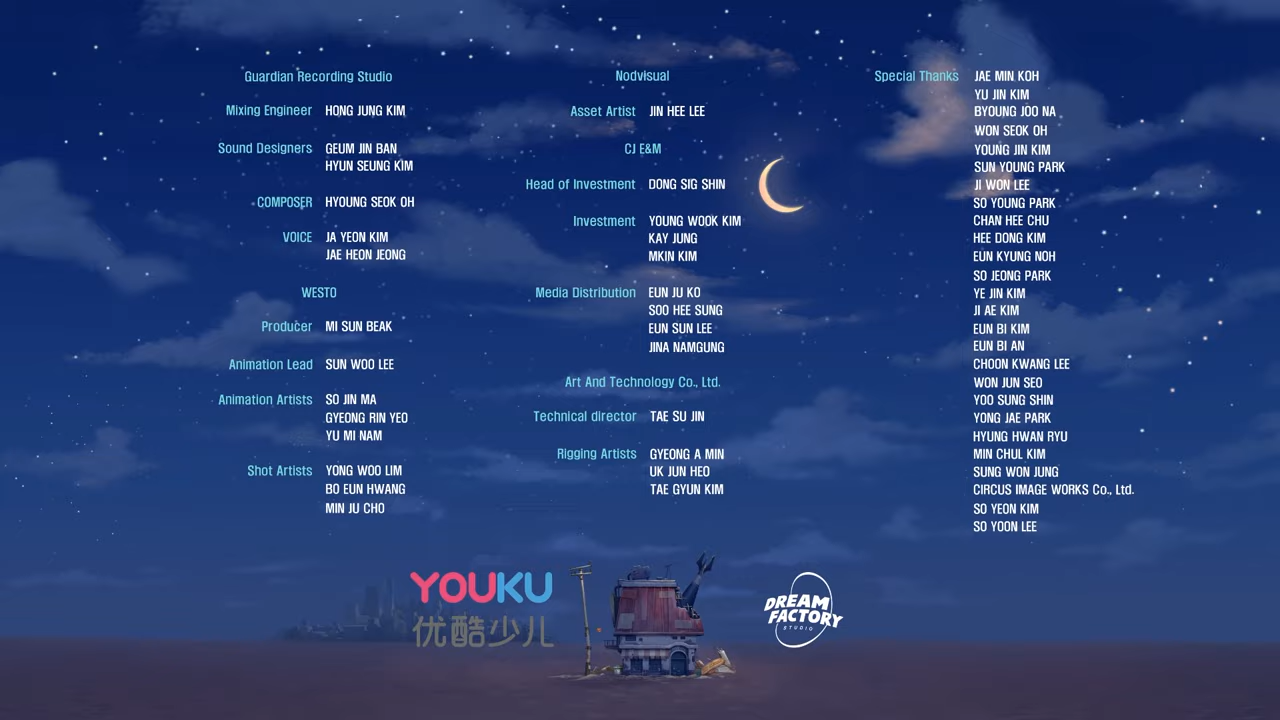 Guardian Recording Studio
Mixing Engineer HONG JUNG KIM
Sound Designers GEUM JIN BAN
HYUN SEUNG KIM
COMPOSER HYOUNG SEOK OH
VOICE JA YEON KIM
JAE HEON JEONG
WESTO
Producer MI SUN BEAK
Animation Lead SUN WOO LEE
Animation Artists SO JIN MA
GYEONG RIN YEO
YU MI NAM
Shot Artists YONG WOO LIM
BO EUN HWANG
MIN JU CHO
Nodvisual
Asset Artist JIN HEE LEE
CJ E&M
Head of Investment DONG SIG SHIN
Investment YOUNG WOOK KIM
KAY JUNG
MKIN KIM
Media Distribution EUN JU KO
SOO HEE SUNG
EUN SUN LEE
JINA NAMGUNG
Art And Technology Co., Ltd.
Technical director TAE SU JIN
Rigging Artists GYEONG A MIN
UK JUN HEO
TAE GYUN KIM
Special Thanks JAE MIN KOH
YU JIN KIM
BYOUNG JOO NA
WON SEOK OH
YOUNG JIN KIM
SUN YOUNG PARK
JI WON LEE
SO YOUNG PARK
CHAN HEE CHU
HEE DONG KIM
EUN KYUNG NOH
SO JEONG PARK
YE JIN KIM
JI AE KIM
EUN BI KIM
EUN BI AN
CHOON KWANG LEE
WON JUN SEO
YOO SUNG SHIN
YONG JAE PARK
HYUNG HWAN RYU
MIN CHUL KIM
SUNG WON JUNG
CIRCUS IMAGE WORKS Co., Ltd.
SO YEON KIM
SO YOON LEE
YOUKU
优酷少儿
DREAM
FACTORY
STUDIO